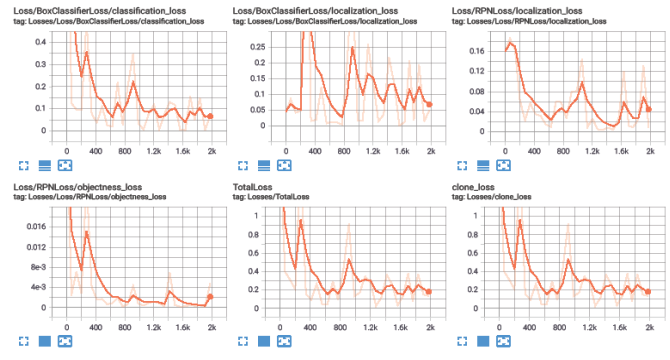 Loss/BoxClassifierLoss/classification_loss
tag: Losses/Loss/BoxClassifierLoss/classification_loss
0.4
0.3
0.2
0.1
0
0 400 800 1.2k 1.6k 2k
Loss/BoxClassifierLoss/localization_loss
tag: Losses/Loss/BoxClassifierLoss/localization_loss
0.25
0.2
0.15
0.1
0.05
0
0 400 800 1.2k 1.6k 2k
Loss/RPNLoss/localization_loss
tag: Losses/Loss/RPNLoss/localization_loss
0.16
0.12
0.08
0.04
0
0 400 800 1.2k 1.6k 2k
Loss/RPNLoss/objectness_loss
tag: Losses/Loss/RPNLoss/objectness_loss
0.016
0.012
8e-3
4e-3
0
0 400 800 1.2k 1.6k 2k
TotalLoss
tag: Losses/TotalLoss
1
0.8
0.6
0.4
0.2
0
0 400 800 1.2k 1.6k 2k
clone_loss
tag: Losses/clone_loss
1
0.8
0.6
0.4
0.2
0
0 400 800 1.2k 1.6k 2k